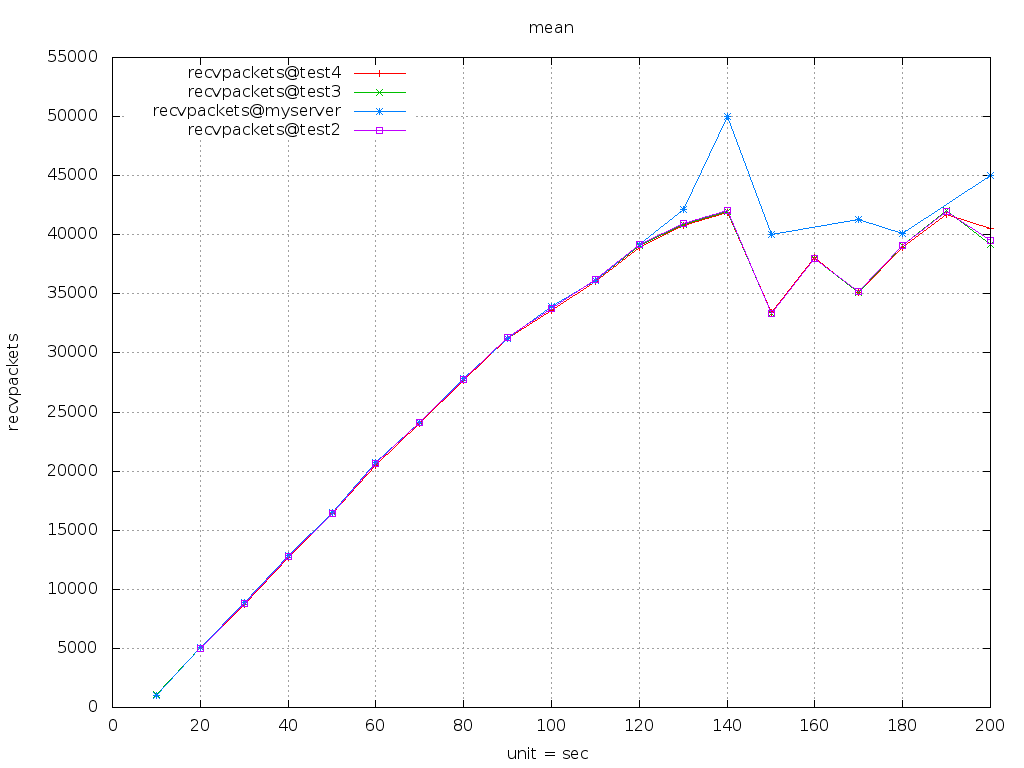 mean
55000
50000
45000
40000
35000
30000
25000
20000
15000
10000
5000
0
recvpackets@test4
recvpackets@test3
recvpackets@myserver
recvpackets@test2
recvpackets
0 20 40 60 80 100 120 140 160 180 200
unit = sec